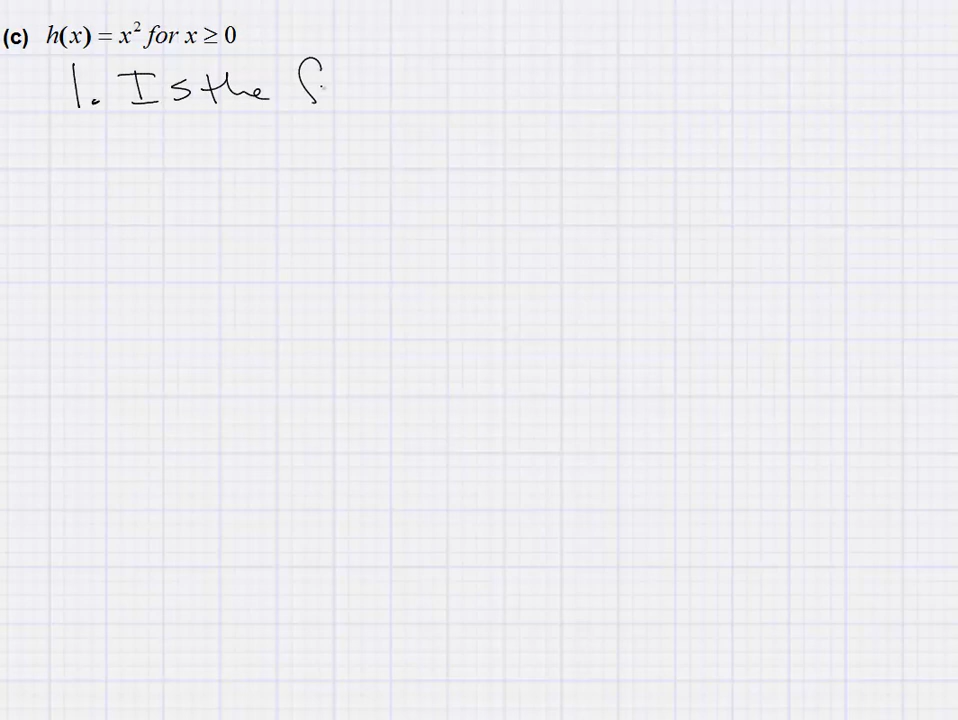 (c) h(x) = x² for x ≥ 0
1. Is the